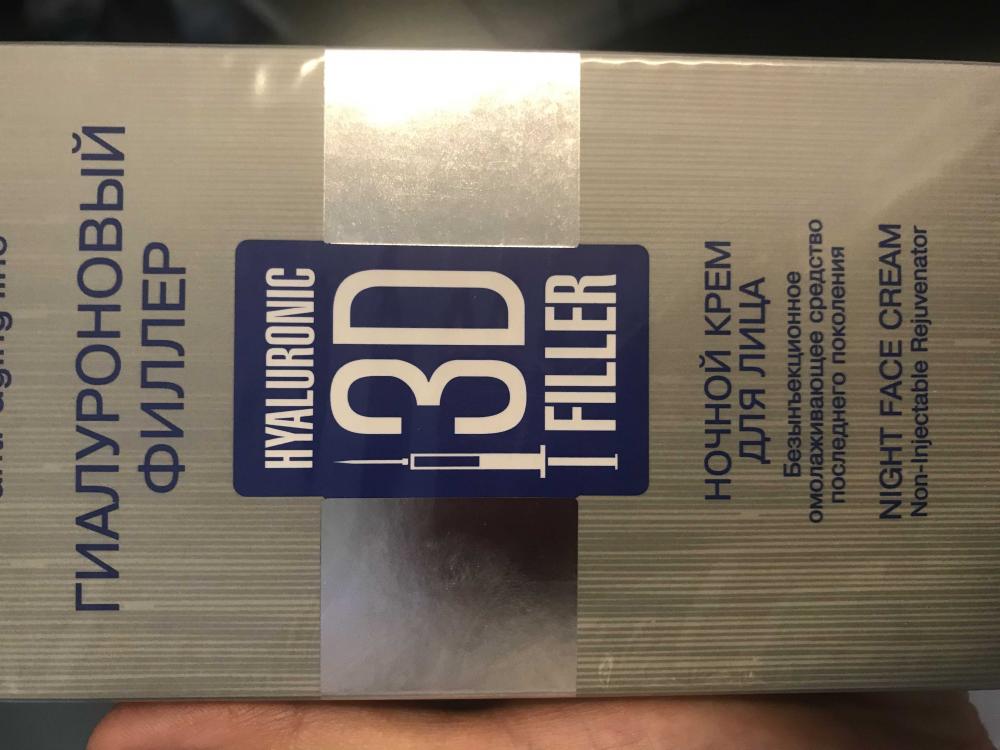 ГИАЛУРОНОВЫЙ
ФИЛЛЕР
HYALURONIC
3D
FILLER
НОЧНОЙ КРЕМ
ДЛЯ ЛИЦА
Безынъекционное
омолаживающее средство
последнего поколения
NIGHT FACE CREAM
Non-Injectable Rejuvenator